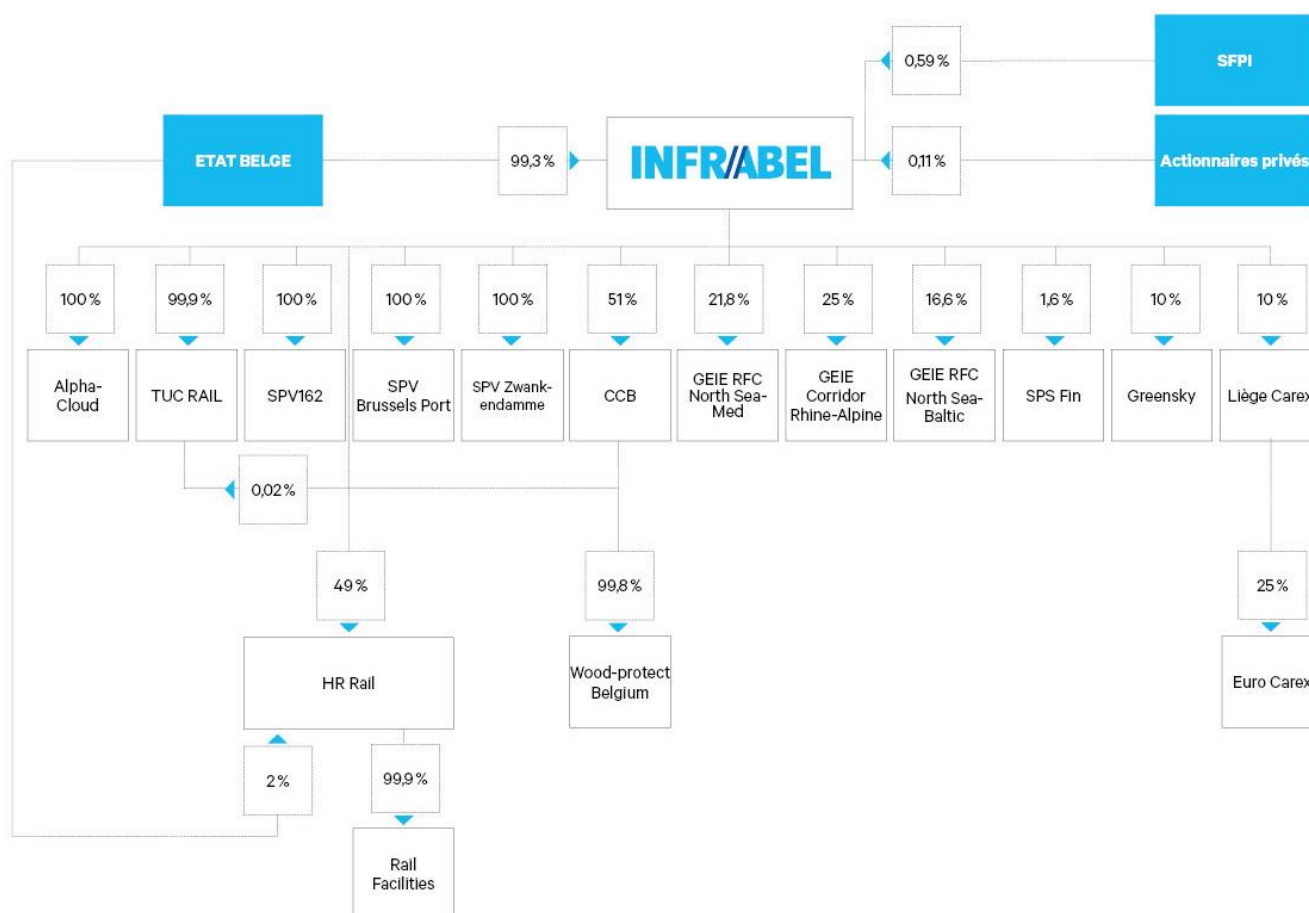 0,59 %
SFPI
ETAT BELGE
99,3 %
INFR//ABEL
0,11 %
Actionnaires privés
100 %
99,9 %
100 %
100 %
100 %
51 %
21,8 %
25 %
16,6 %
1,6 %
10 %
10 %
Alpha-
Cloud
TUC RAIL
SPV162
SPV
Brussels Port
SPV Zwank-
endamme
CCB
GEIE RFC
North Sea-
Med
GEIE
Corridor
Rhine-Alpine
GEIE RFC
North Sea-
Baltic
SPS Fin
Greensky
Liège Carex
0,02 %
49 %
99,8 %
25 %
HR Rail
Wood-protect
Belgium
Euro Carex
2 %
99,9 %
Rail
Facilities